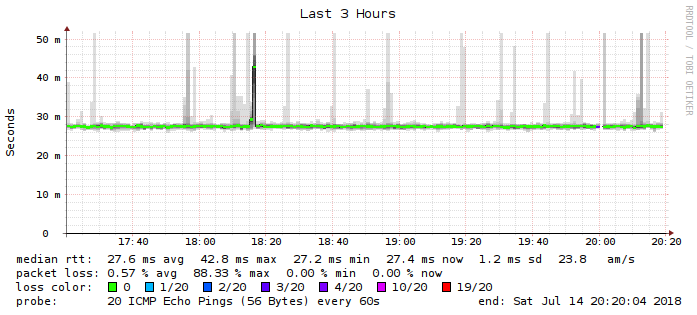 Last 3 Hours
RRDTOOL / TOBI OETIKER
Seconds
50 m
40 m
30 m
20 m
10 m
0
17:40 18:00 18:20 18:40 19:00 19:20 19:40 20:00 20:20
median rtt: 27.6 ms avg 42.8 ms max 27.2 ms min 27.4 ms now 1.2 ms sd 23.8 am/s
packet loss: 0.57 % avg 88.33 % max 0.00 % min 0.00 % now
loss color: 0 1/20 2/20 3/20 4/20 10/20 19/20
probe: 20 ICMP Echo Pings (56 Bytes) every 60s end: Sat Jul 14 20:20:04 2018